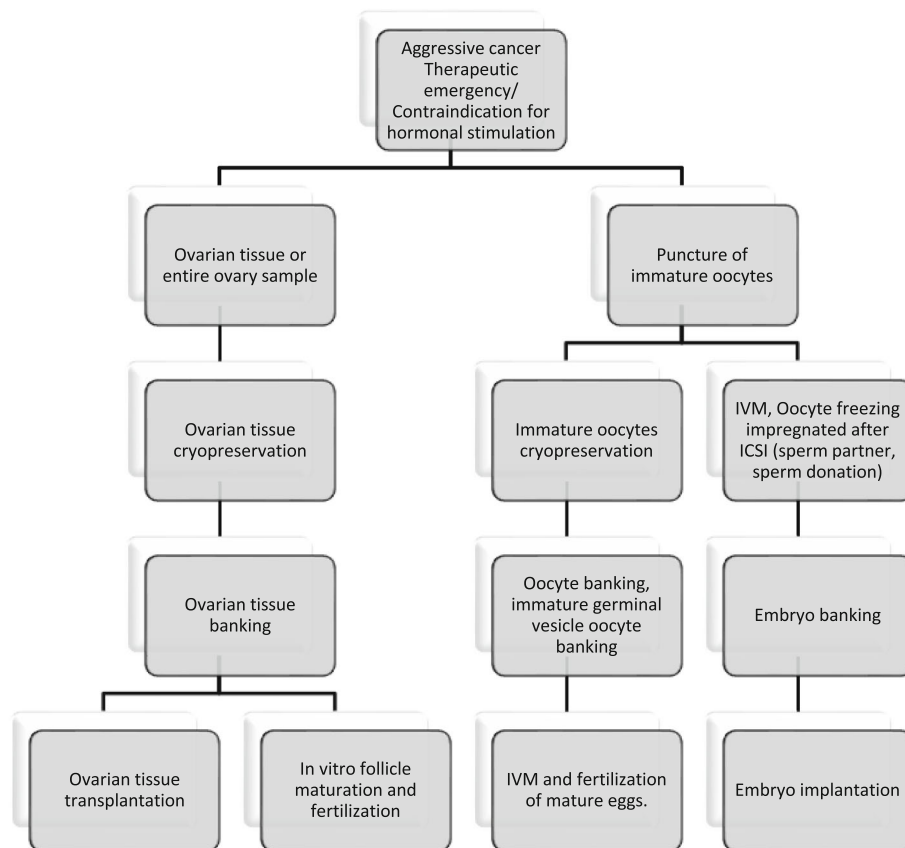 Aggressive cancer
Therapeutic
emergency/
Contraindication for
hormonal stimulation
Ovarian tissue or
entire ovary sample
Puncture of
immature oocytes
Ovarian tissue
cryopreservation
Immature oocytes
cryopreservation
IVM, Oocyte freezing
impregnated after
ICSI (sperm partner,
sperm donation)
Ovarian tissue
banking
Oocyte banking,
immature germinal
vesicle oocyte
banking
Embryo banking
Ovarian tissue
transplantation
In vitro follicle
maturation and
fertilization
IVM and fertilization
of mature eggs.
Embryo implantation